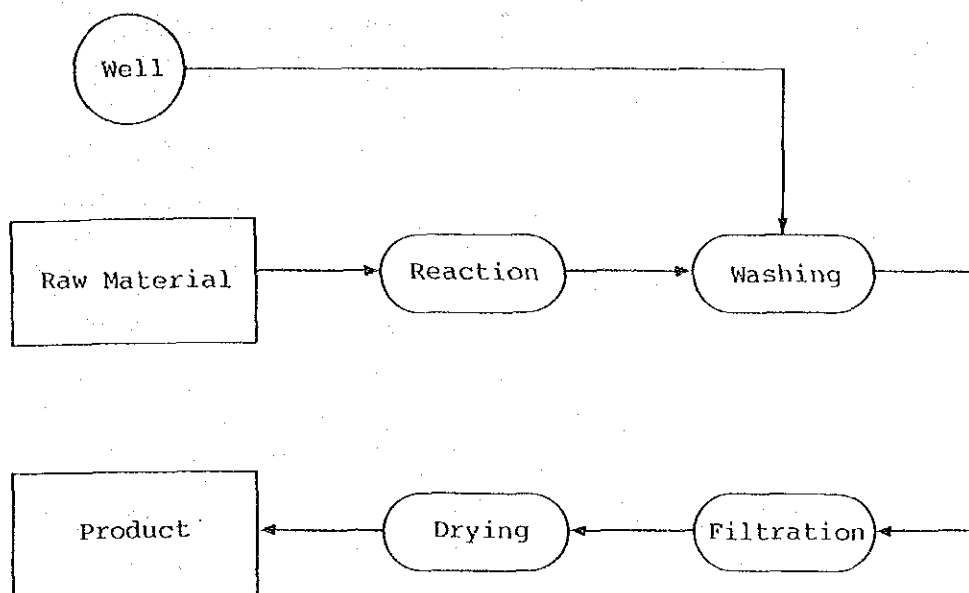 Well
Raw Material
Reaction
Washing
Product
Drying
Filtration